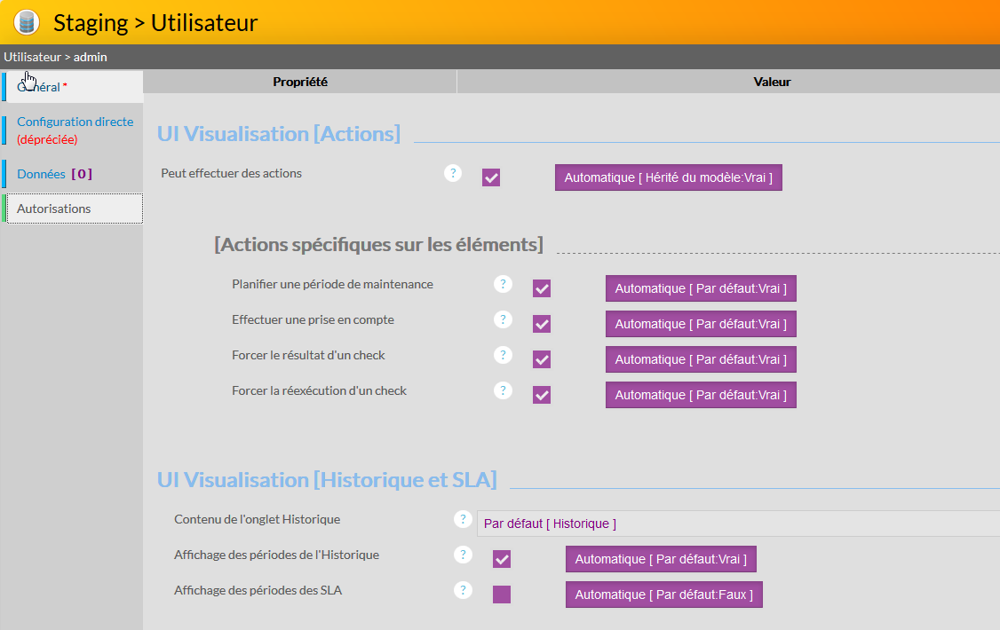 Staging > Utilisateur
Utilisateur > admin
Général *
Configuration directe
(dépréciée)
Données [ 0 ]
Autorisations
Propriété Valeur
UI Visualisation [Actions]
Peut effectuer des actions ? Automatique [ Hérité du modèle:Vrai ]
[Actions spécifiques sur les éléments]
Planifier une période de maintenance ? Automatique [ Par défaut:Vrai ]
Effectuer une prise en compte ? Automatique [ Par défaut:Vrai ]
Forcer le résultat d'un check ? Automatique [ Par défaut:Vrai ]
Forcer la réexécution d'un check ? Automatique [ Par défaut:Vrai ]
UI Visualisation [Historique et SLA]
Contenu de l'onglet Historique ? Par défaut [ Historique ]
Affichage des périodes de l'Historique ? Automatique [ Par défaut:Vrai ]
Affichage des périodes des SLA ? Automatique [ Par défaut:Faux ]